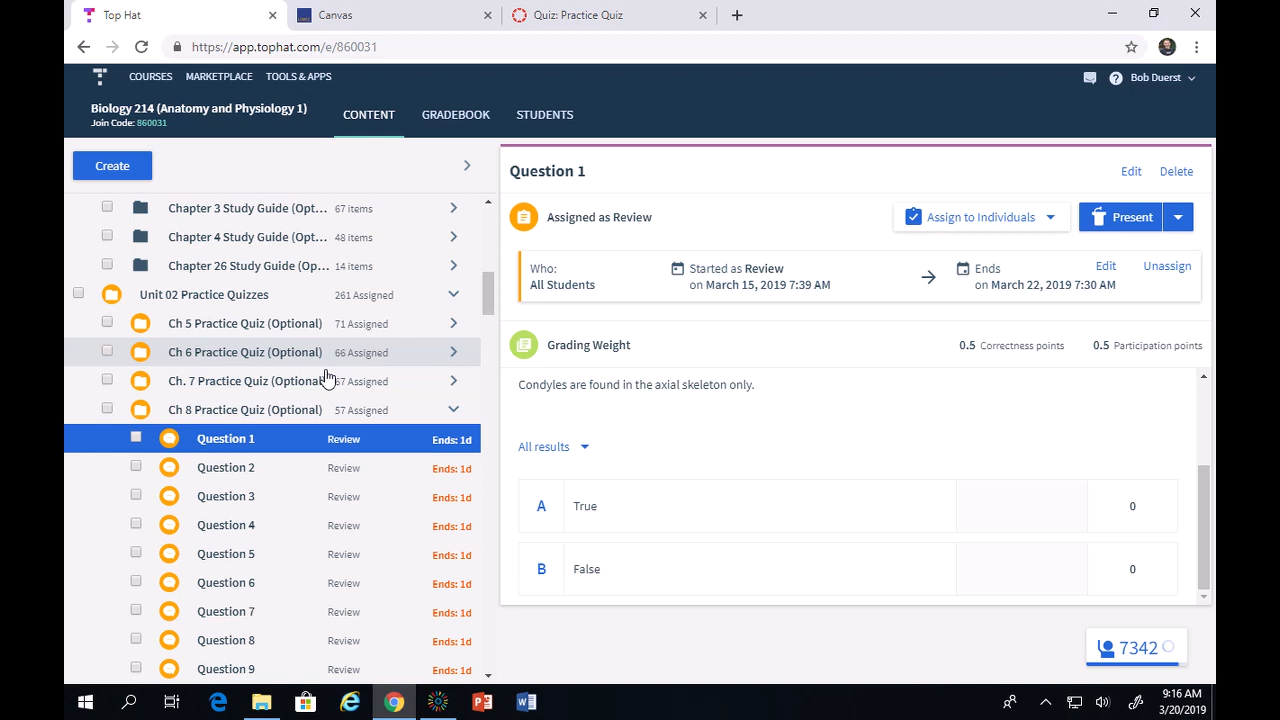 Top Hat
Canvas
Quiz: Practice Quiz
https://app.tophat.com/e/860031
COURSES MARKETPLACE TOOLS & APPS
Bob Duerst
Biology 214 (Anatomy and Physiology 1)
Join Code: 860031
CONTENT GRADEBOOK STUDENTS
Create
Chapter 3 Study Guide (Opt... 67 items
Chapter 4 Study Guide (Opt... 48 items
Chapter 26 Study Guide (Op... 14 items
Unit 02 Practice Quizzes 261 Assigned
Ch 5 Practice Quiz (Optional) 71 Assigned
Ch 6 Practice Quiz (Optional) 66 Assigned
Ch. 7 Practice Quiz (Optional 67 Assigned
Ch 8 Practice Quiz (Optional) 57 Assigned
Question 1 Review Ends: 1d
Question 2 Review Ends: 1d
Question 3 Review Ends: 1d
Question 4 Review Ends: 1d
Question 5 Review Ends: 1d
Question 6 Review Ends: 1d
Question 7 Review Ends: 1d
Question 8 Review Ends: 1d
Question 9 Review Ends: 1d
Question 1 Edit Delete
Assigned as Review Assign to Individuals Present
Who:
All Students
Started as Review
on March 15, 2019 7:39 AM
Ends
on March 22, 2019 7:30 AM
Edit Unassign
Grading Weight 0.5 Correctness points 0.5 Participation points
Condyles are found in the axial skeleton only.
All results
A True 0
B False 0
7342
9:16 AM
3/20/2019